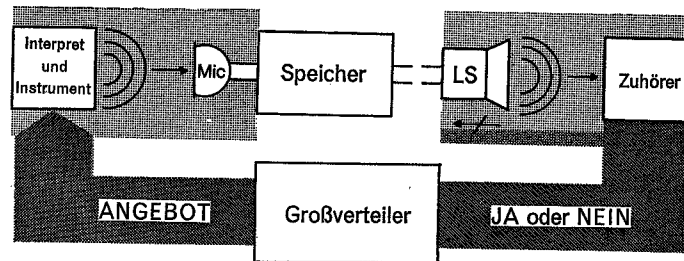 Interpret
und
Instrument
Mic
Speicher
LS
Zuhörer
ANGEBOT
Großverteiler
JA oder NEIN